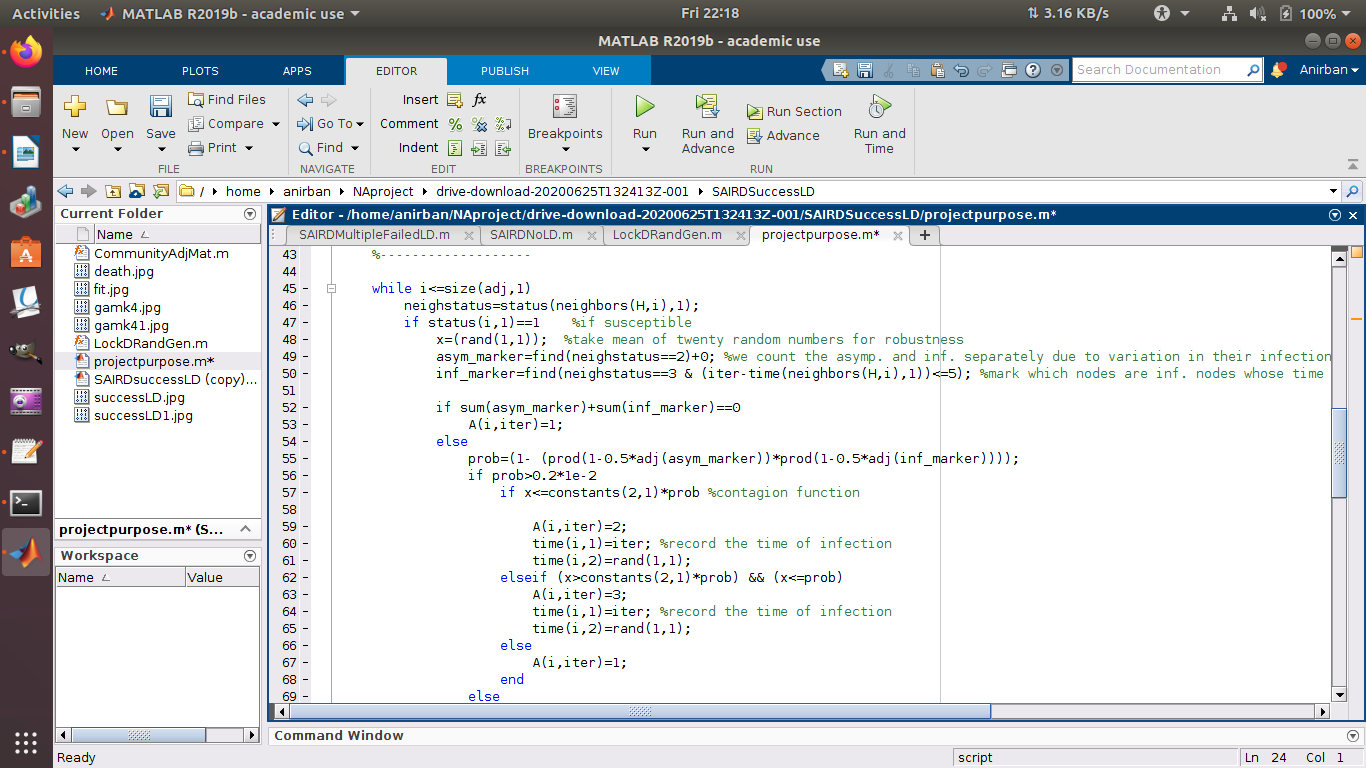 Activities MATLAB R2019b - academic use Fri 22:18 3.16 KB/s 100%
MATLAB R2019b - academic use
HOME PLOTS APPS EDITOR PUBLISH VIEW Search Documentation Anirban
New Open Save Find Files Compare Print
FILE
Go To Find
NAVIGATE
Insert fx
Comment
Indent
EDIT
Breakpoints
BREAKPOINTS
Run Run and Advance Run Section Advance Run and Time
RUN
/ home anirban NAproject drive-download-20200625T132413Z-001 SAIRDSuccessLD
Current Folder
Name
CommunityAdjMat.m
death.jpg
fit.jpg
gamk4.jpg
gamk41.jpg
LockDRandGen.m
projectpurpose.m*
SAIRDsuccessLD (copy)...
successLD.jpg
successLD1.jpg
projectpurpose.m* (S...
Workspace
Name Value
Editor - /home/anirban/NAproject/drive-download-20200625T132413Z-001/SAIRDSuccessLD/projectpurpose.m*
SAIRDMultipleFailedLD.m SAIRDNoLD.m LockDRandGen.m projectpurpose.m* +
43 %-------------------
44
45 - while i<=size(adj,1)
46 - neighstatus=status(neighbors(H,i),1);
47 - if status(i,1)==1 %if susceptible
48 - x=(rand(1,1)); %take mean of twenty random numbers for robustness
49 - asym_marker=find(neighstatus==2)+0; %we count the asymp. and inf. separately due to variation in their infection
50 - inf_marker=find(neighstatus==3 & (iter-time(neighbors(H,i),1))<=5); %mark which nodes are inf. nodes whose time
51
52 - if sum(asym_marker)+sum(inf_marker)==0
53 - A(i,iter)=1;
54 - else
55 - prob=(1- (prod(1-0.5*adj(asym_marker))*prod(1-0.5*adj(inf_marker))));
56 - if prob>0.2*1e-2
57 - if x<=constants(2,1)*prob %contagion function
58
59 - A(i,iter)=2;
60 - time(i,1)=iter; %record the time of infection
61 - time(i,2)=rand(1,1);
62 - elseif (x>constants(2,1)*prob) && (x<=prob)
63 - A(i,iter)=3;
64 - time(i,1)=iter; %record the time of infection
65 - time(i,2)=rand(1,1);
66 - else
67 - A(i,iter)=1;
68 - end
69 - else
Command Window
Ready script Ln 24 Col 1